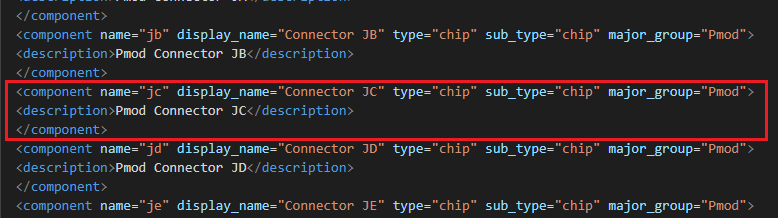 </component>
<component name="jb" display_name="Connector JB" type="chip" sub_type="chip" major_group="Pmod">
<description>Pmod Connector JB</description>
</component>
<component name="jc" display_name="Connector JC" type="chip" sub_type="chip" major_group="Pmod">
<description>Pmod Connector JC</description>
</component>
<component name="jd" display_name="Connector JD" type="chip" sub_type="chip" major_group="Pmod">
<description>Pmod Connector JD</description>
</component>
<component name="je" display_name="Connector JE" type="chip" sub_type="chip" major_group="Pmod">